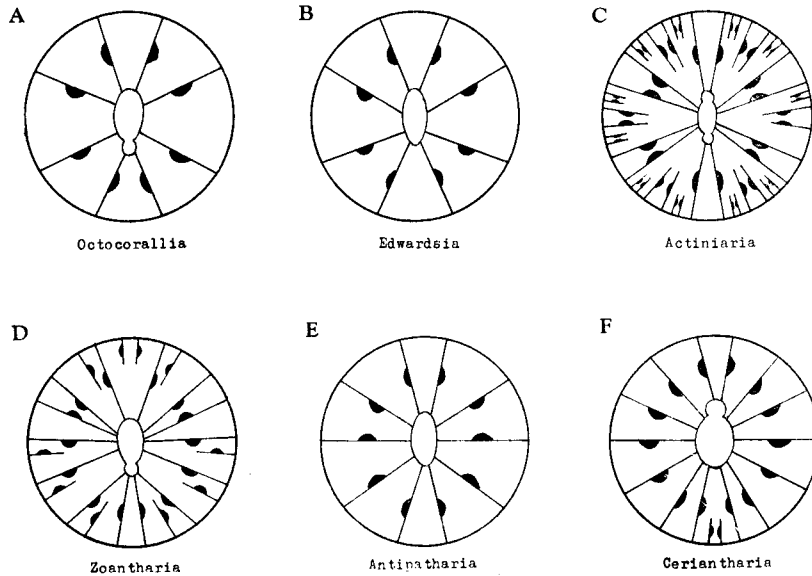 A
B
C
Octocorallia
Edwardsia
Actiniaria
D
E
F
Zoantharia
Antipatharia
Ceriantharia